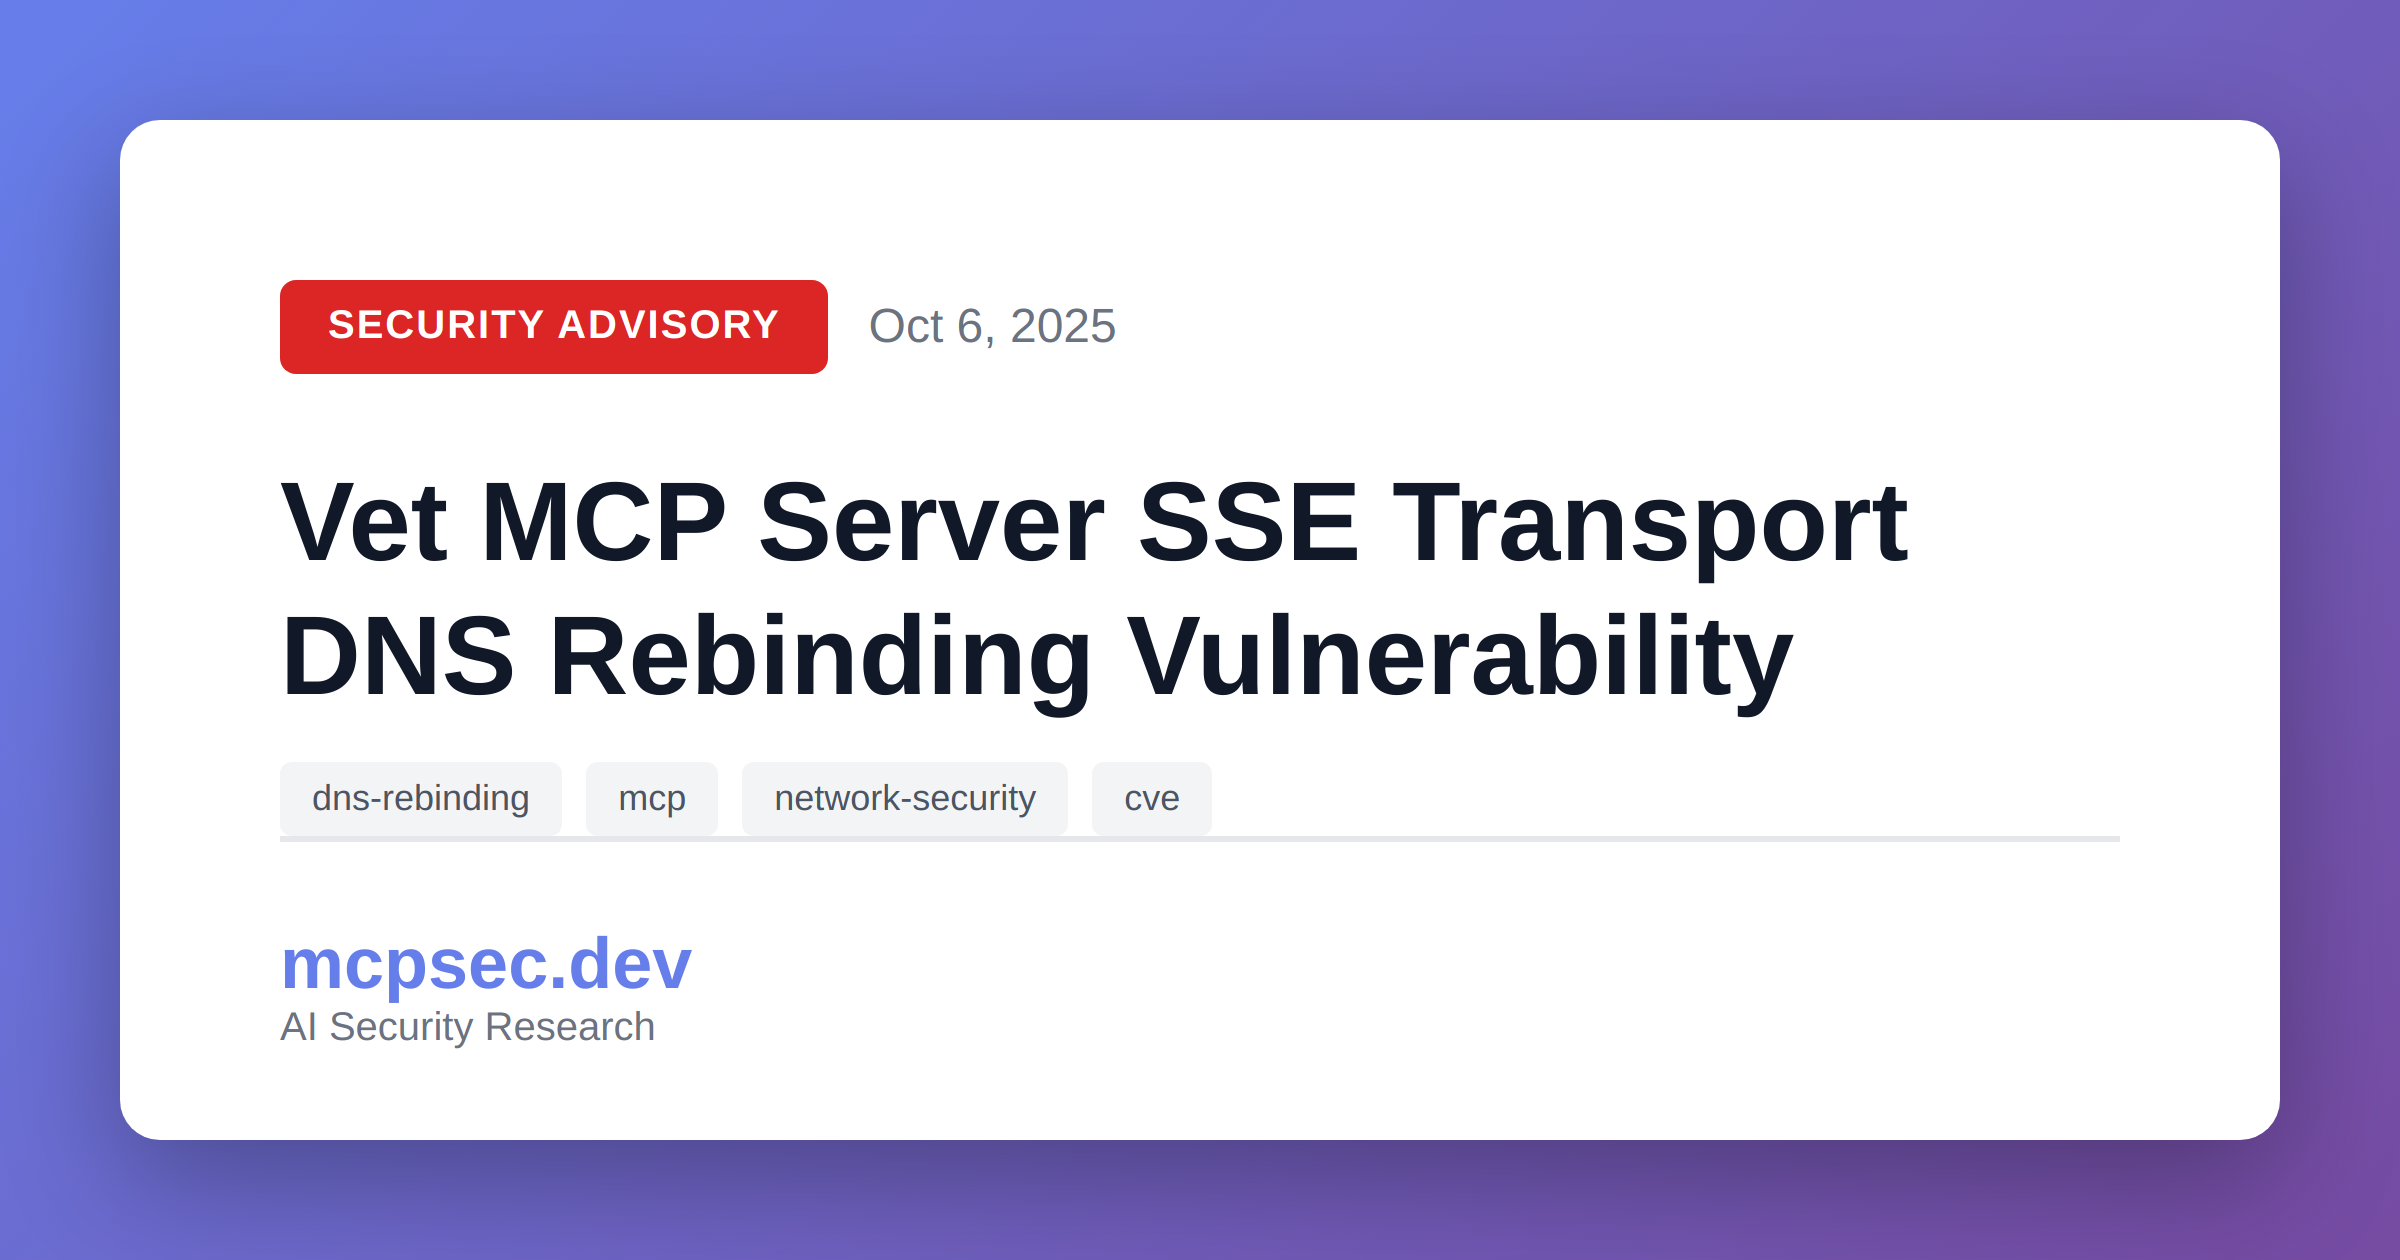 SECURITY ADVISORY Oct 6, 2025
Vet MCP Server SSE Transport
DNS Rebinding Vulnerability
dns-rebinding mcp network-security cve
mcpsec.dev
AI Security Research